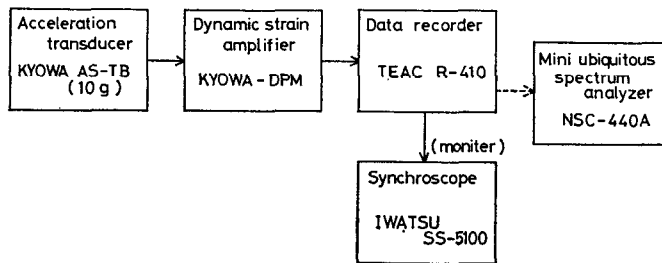 Acceleration
transducer
KYOWA AS-TB
(10g)
Dynamic strain
amplifier
KYOWA-DPM
Data recorder
TEAC R-410
Mini ubiquitous
spectrum
analyzer
NSC-440A
(moniter)
Synchroscope
IWATSU
SS-5100